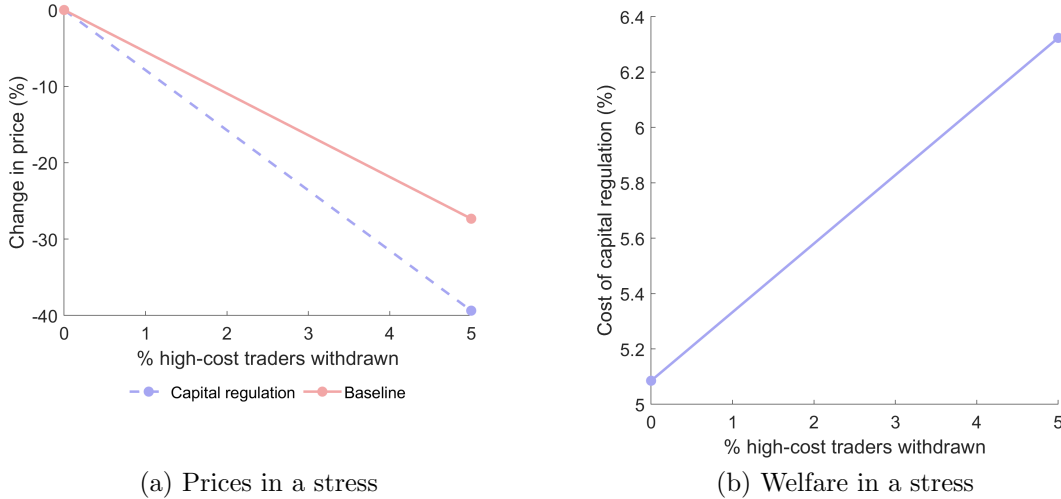 0
-10
-20
-30
-40
Change in price (%)
0 1 2 3 4 5
% high-cost traders withdrawn
Capital regulation Baseline
(a) Prices in a stress
6.4
6.2
6
5.8
5.6
5.4
5.2
5
Cost of capital regulation (%)
0 1 2 3 4 5
% high-cost traders withdrawn
(b) Welfare in a stress